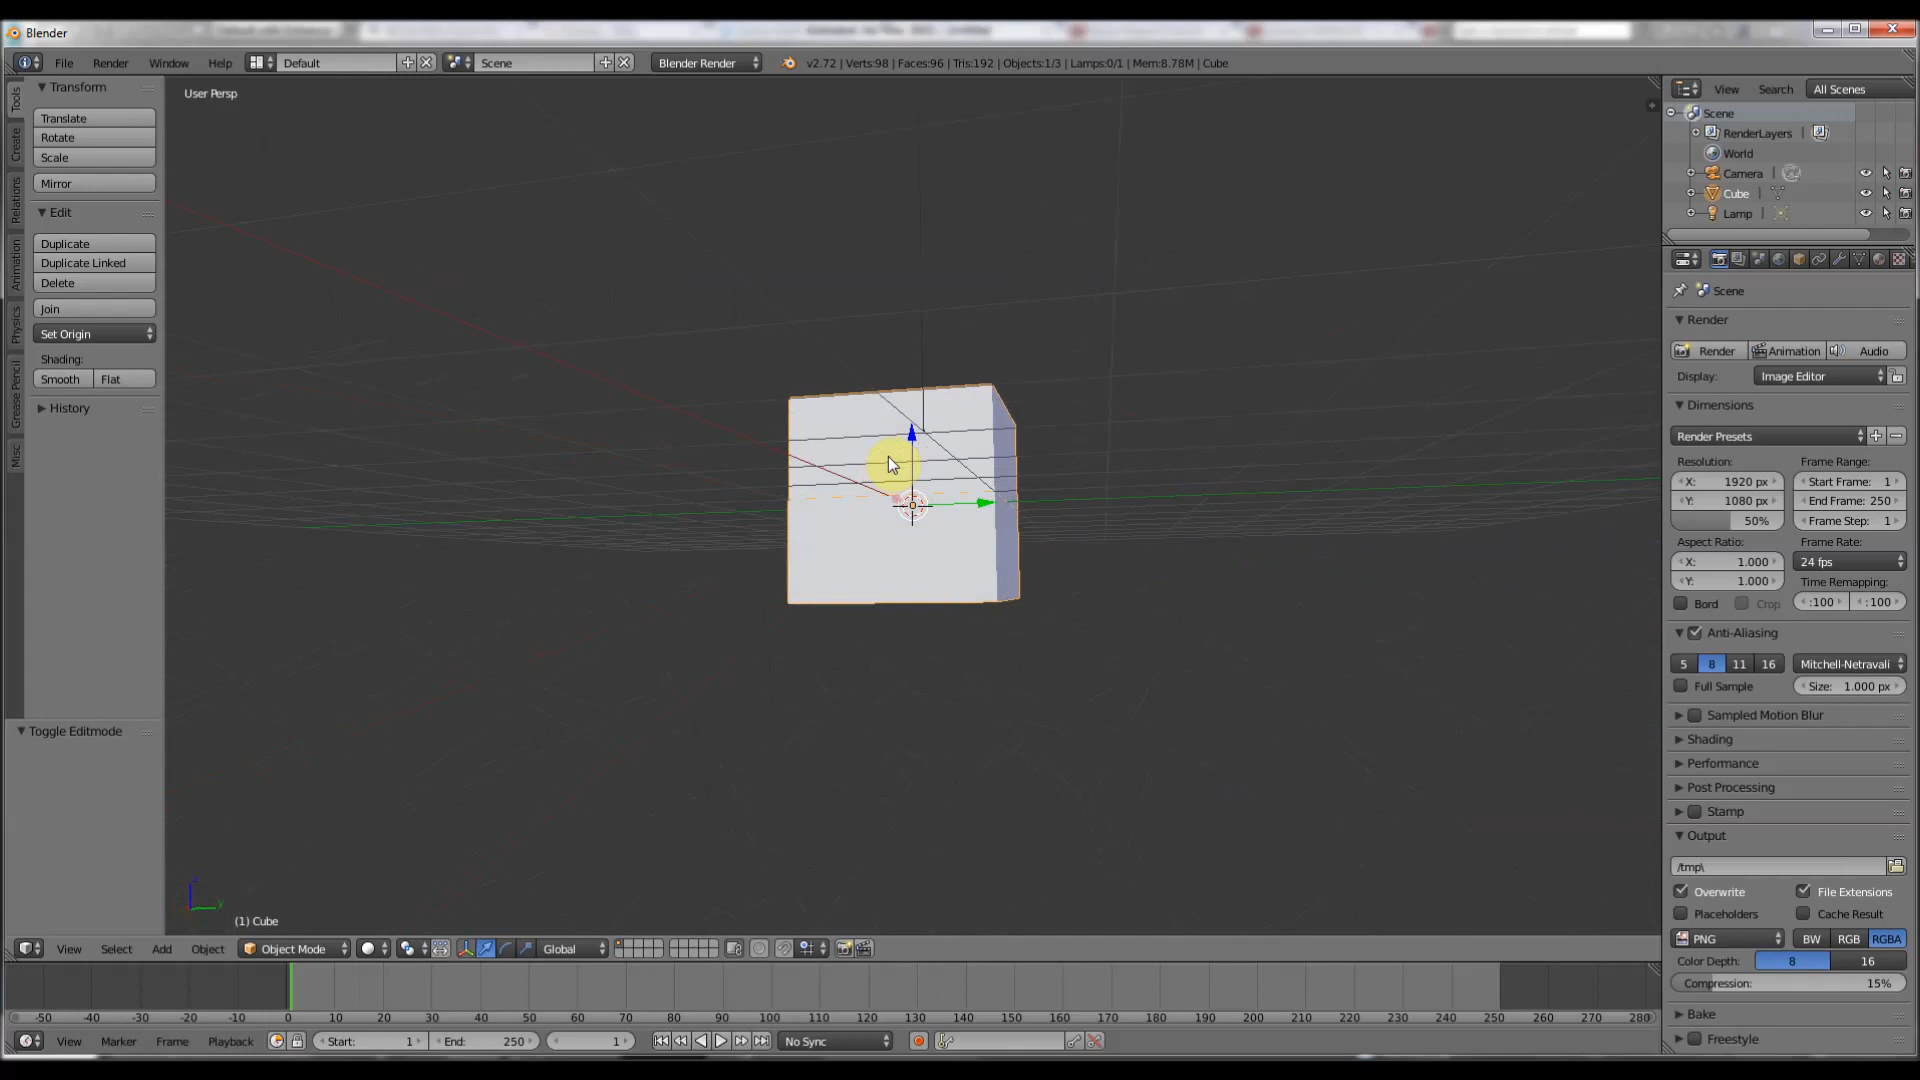 Blender
File Render Window Help Default Scene Blender Render v2.72 | Verts:98 | Faces:96 | Tris:192 | Objects:1/3 | Lamps:0/1 | Mem:8.78M | Cube
Tools
Create
Relations
Animation
Physics
Grease Pencil
Misc
Transform
Translate
Rotate
Scale
Mirror
Edit
Duplicate
Duplicate Linked
Delete
Join
Set Origin
Shading:
Smooth Flat
History
Toggle Editmode
User Persp
(1) Cube
View Search All Scenes
Scene
RenderLayers |
World
Camera |
Cube |
Lamp |
Scene
Render
Render Animation Audio
Display: Image Editor
Dimensions
Render Presets
Resolution: Frame Range:
X: 1920 px Start Frame: 1
Y: 1080 px End Frame: 250
50% Frame Step: 1
Aspect Ratio: Frame Rate:
X: 1.000 24 fps
Y: 1.000 Time Remapping:
Bord Crop :100 :100
Anti-Aliasing
5 8 11 16 Mitchell-Netravali
Full Sample Size: 1.000 px
Sampled Motion Blur
Shading
Performance
Post Processing
Stamp
Output
/tmp\
Overwrite File Extensions
Placeholders Cache Result
PNG BW RGB RGBA
Color Depth: 8 16
Compression: 15%
Bake
Freestyle
View Select Add Object Object Mode Global
-50 -40 -30 -20 -10 0 10 20 30 40 50 60 70 80 90 100 110 120 130 140 150 160 170 180 190 200 210 220 230 240 250 260 270 280
View Marker Frame Playback Start: 1 End: 250 1 No Sync